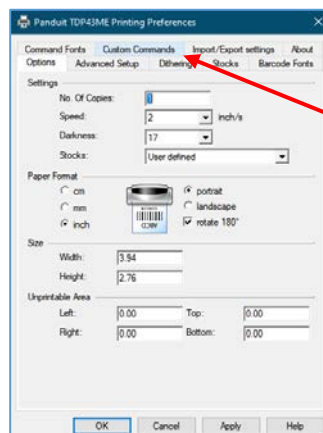 Panduit TDP43ME Printing Preferences
Command Fonts Custom Commands Import/Export settings About
Options Advanced Setup Dithering Stocks Barcode Fonts
Settings
No. Of Copies: 1
Speed: 2 inch/s
Darkness: 17
Stocks: User defined
Paper Format
cm portrait
mm landscape
inch rotate 180°
Size
Width: 3.94
Height: 2.76
Unprintable Area
Left: 0.00 Top: 0.00
Right: 0.00 Bottom: 0.00
OK Cancel Apply Help